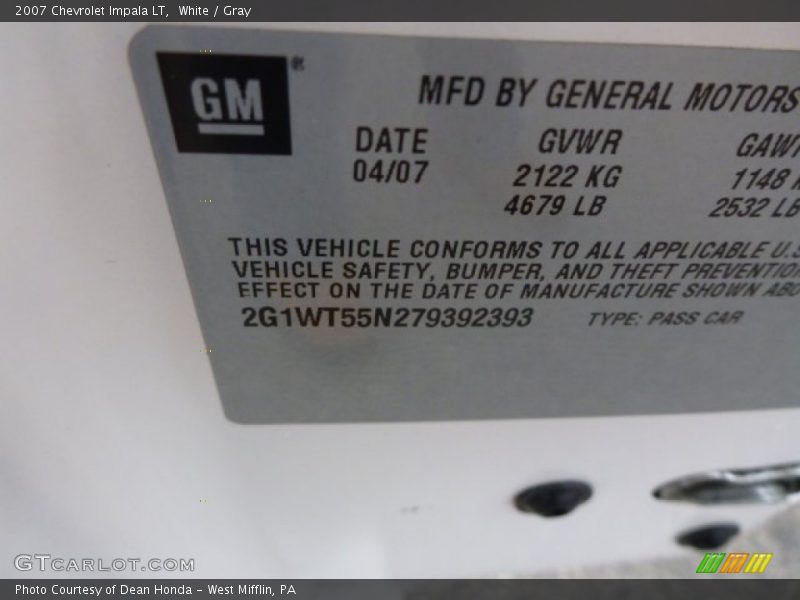 2007 Chevrolet Impala LT, White / Gray
GM®
MFD BY GENERAL MOTORS
DATE GVWR
04/07 2122 KG 1148
4679 LB 2532 LB
THIS VEHICLE CONFORMS TO ALL APPLICABLE U.S
VEHICLE SAFETY, BUMPER, AND THEFT PREVENTION
EFFECT ON THE DATE OF MANUFACTURE SHOWN
2G1WT55N279392393 TYPE: PASS CAR
GTCARLOT.COM
Photo Courtesy of Dean Honda - West Mifflin, PA